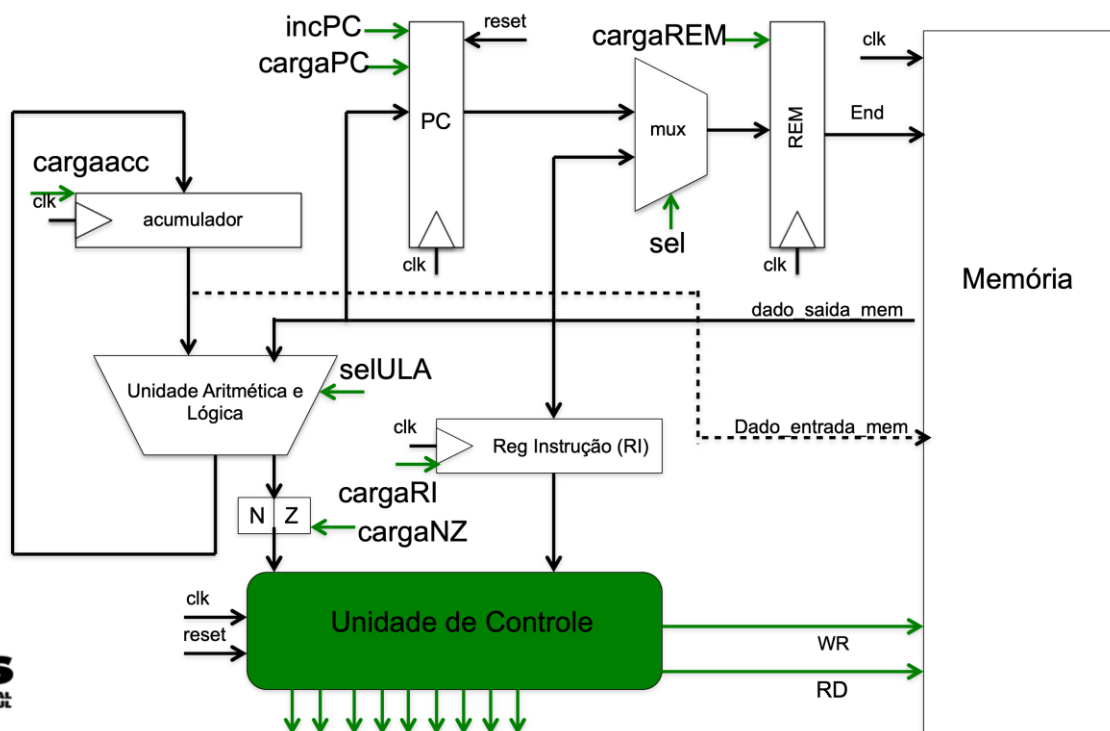 incPC
reset
cargaREM
clk
cargaPC
PC
mux
REM
End
cargaacc
clk
acumulador
sel
clk
clk
Memória
dado_saida_mem
selULA
Unidade Aritmética e
Lógica
clk
Reg Instrução (RI)
Dado_entrada_mem
cargaRI
N Z
cargaNZ
clk
reset
Unidade de Controle
WR
RD